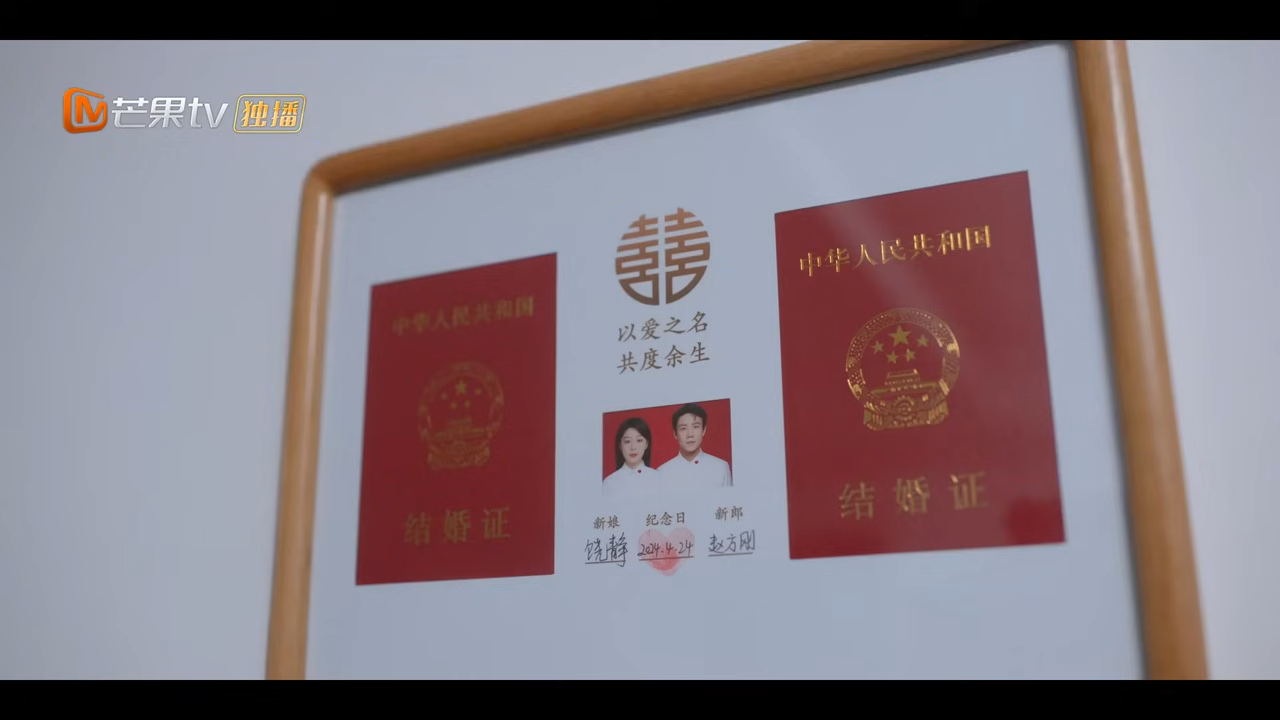 芒果tv 独播
中华人民共和国
结婚证
囍
以爱之名
共度余生
新娘 纪念日 新郎
饶静 2024.4.24 赵方刚
中华人民共和国
结婚证